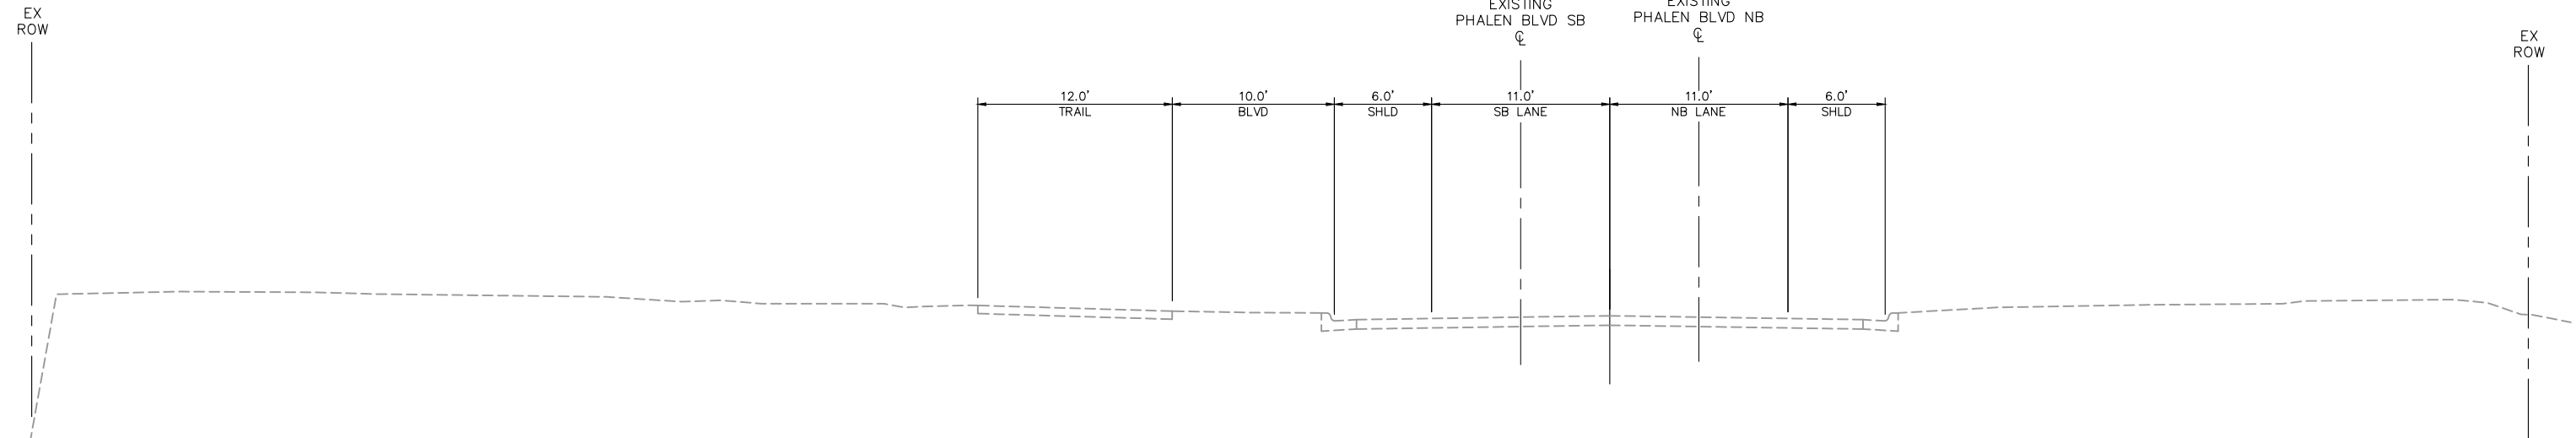 EX
ROW
EXISTING
PHALEN BLVD SB
℄
EXISTING
PHALEN BLVD NB
℄
EX
ROW
12.0'
TRAIL
10.0'
BLVD
6.0'
SHLD
11.0'
SB LANE
11.0'
NB LANE
6.0'
SHLD